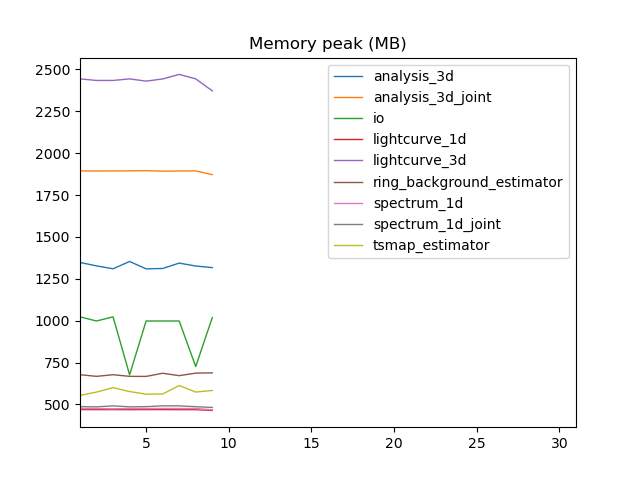 Memory peak (MB)
2500
2250
2000
1750
1500
1250
1000
750
500
5
10
15
20
25
30
analysis_3d
analysis_3d_joint
io
lightcurve_1d
lightcurve_3d
ring_background_estimator
spectrum_1d
spectrum_1d_joint
tsmap_estimator